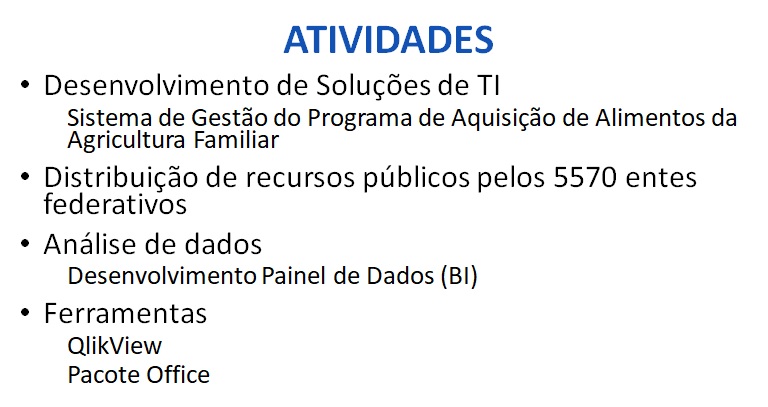 ATIVIDADES
• Desenvolvimento de Soluções de TI
Sistema de Gestão do Programa de Aquisição de Alimentos da
Agricultura Familiar
• Distribuição de recursos públicos pelos 5570 entes
federativos
• Análise de dados
Desenvolvimento Painel de Dados (BI)
• Ferramentas
QlikView
Pacote Office